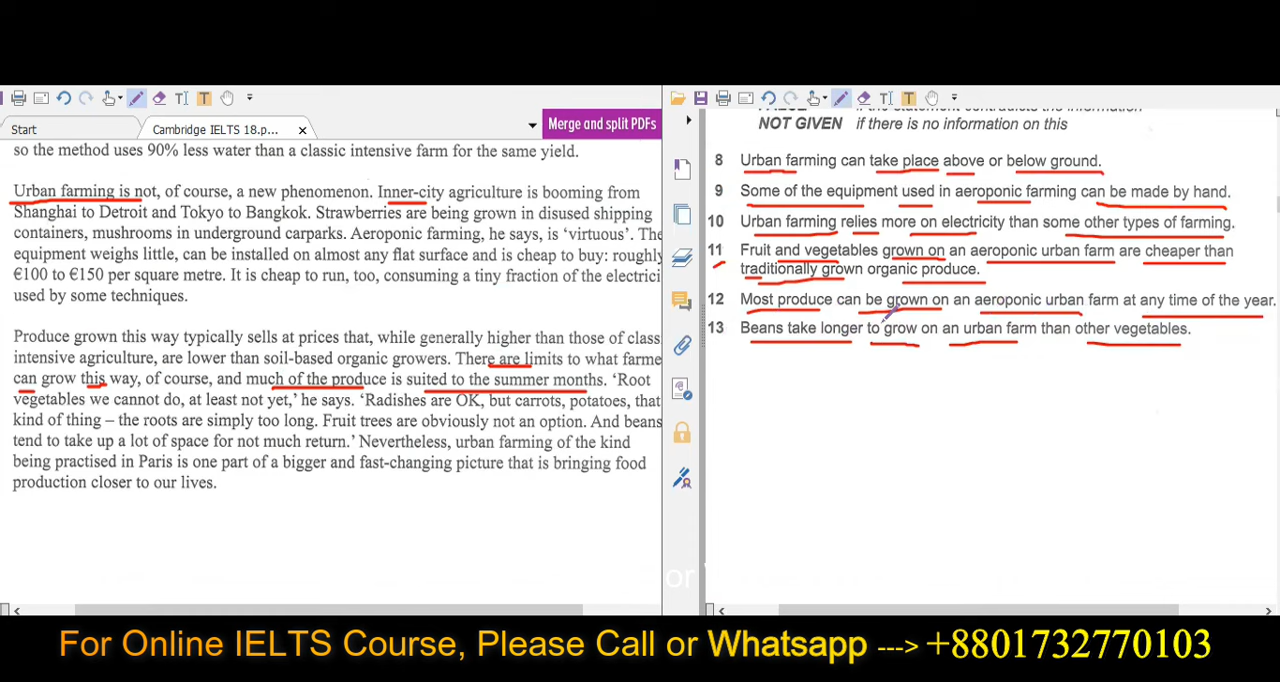 Start
Cambridge IELTS 18.p...
Merge and split PDFs
so the method uses 90% less water than a classic intensive farm for the same yield.
Urban farming is not, of course, a new phenomenon. Inner-city agriculture is booming from
Shanghai to Detroit and Tokyo to Bangkok. Strawberries are being grown in disused shipping
containers, mushrooms in underground carparks. Aeroponic farming, he says, is ‘virtuous’. The
equipment weighs little, can be installed on almost any flat surface and is cheap to buy: roughly
€100 to €150 per square metre. It is cheap to run, too, consuming a tiny fraction of the electrici
used by some techniques.
Produce grown this way typically sells at prices that, while generally higher than those of class
intensive agriculture, are lower than soil-based organic growers. There are limits to what farme
can grow this way, of course, and much of the produce is suited to the summer months. ‘Root
vegetables we cannot do, at least not yet,’ he says. ‘Radishes are OK, but carrots, potatoes, that
kind of thing – the roots are simply too long. Fruit trees are obviously not an option. And beans
tend to take up a lot of space for not much return.’ Nevertheless, urban farming of the kind
being practised in Paris is one part of a bigger and fast-changing picture that is bringing food
production closer to our lives.
FALSE if the statement contradicts the information
NOT GIVEN if there is no information on this
8 Urban farming can take place above or below ground.
9 Some of the equipment used in aeroponic farming can be made by hand.
10 Urban farming relies more on electricity than some other types of farming.
11 Fruit and vegetables grown on an aeroponic urban farm are cheaper than
traditionally grown organic produce.
12 Most produce can be grown on an aeroponic urban farm at any time of the year.
13 Beans take longer to grow on an urban farm than other vegetables.
or
For Online IELTS Course, Please Call or Whatsapp ---> +8801732770103